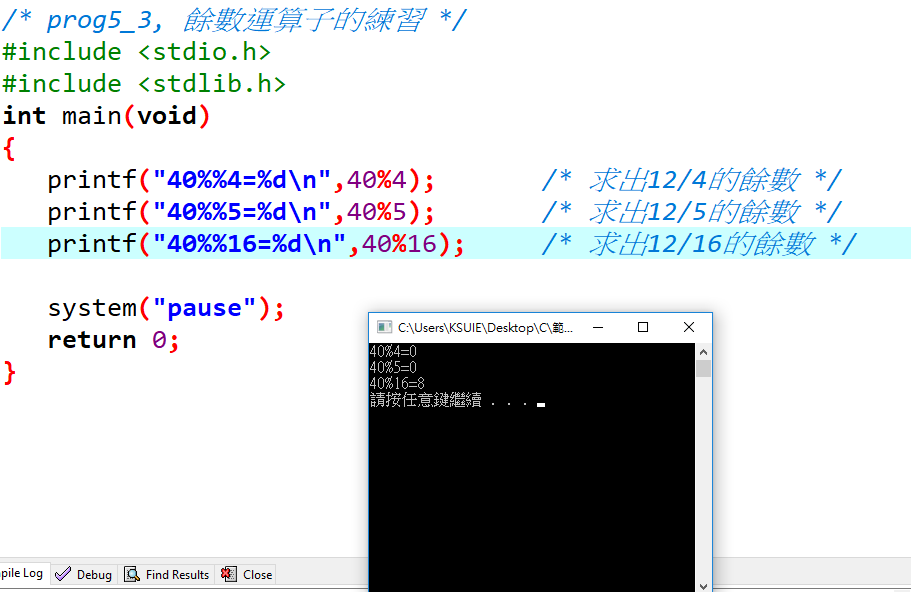 /* prog5_3, 餘數運算子的練習 */
#include <stdio.h>
#include <stdlib.h>
int main(void)
{
   printf("40%%4=%d\n",40%4);       /* 求出12/4的餘數 */
   printf("40%%5=%d\n",40%5);       /* 求出12/5的餘數 */
   printf("40%%16=%d\n",40%16);     /* 求出12/16的餘數 */
   system("pause");
   return 0;
}
C:\Users\KSUIE\Desktop\C\範...
40%4=0
40%5=0
40%16=8
請按任意鍵繼續 . . .
pile Log Debug Find Results Close